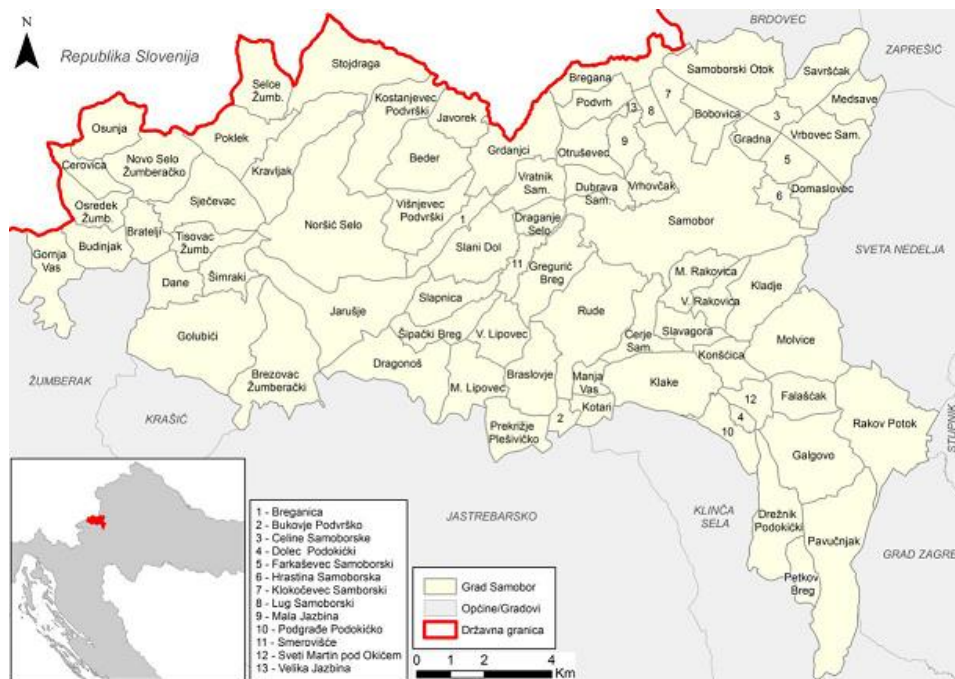 N
Republika Slovenija
BRDOVEC
ZAPREŠIĆ
Stojdraga
Selce
Žumb.
Bregana
Samoborski Otok
Savršćak
Kostanjevec
Podvrški
Podvrh
13
8
7
Medsave
Osunja
Poklek
Javorek
Bobovica
3
Grdanjci
Otruševec
9
Gradna
Vrbovec Sam.
Cerovica
Novo Selo
Žumberačko
Kravljak
Beder
5
Vratnik
Sam.
Dubrava
Sam.
Vrhovčak
6
Domaslovec
Osredek
Žumb.
Sječevac
Višnjevec
Podvrški
1
Draganje
Selo
Samobor
Budinjak
Bratelji
Tisovac
Žumb.
Noršić Selo
Slani Dol
SVETA NEDELJA
Gornja
Vas
11
Gregurić
Breg
M. Rakovica
Dane
Šimraki
Kladje
Slapnica
V. Rakovica
Jarušje
Rude
Golubići
Šipački Breg
V. Lipovec
Cerje
Sam.
Slavagora
Molvice
Konšćica
Dragonoš
ŽUMBERAK
Brezovac
Žumberački
M. Lipovec
Braslovje
Manja
Vas
Klake
12
Falašćak
KRAŠIĆ
2
Kotari
4
Rakov Potok
STUPNIK
Prekrižje
Plešivičko
10
Galgovo
JASTREBARSKO
KLINČA
SELA
Drežnik
Podokićki
Pavučnjak
GRAD ZAGRE
Petkov
Breg
1 - Breganica
2 - Bukovje Podvrško
3 - Celine Samoborske
4 - Dolec Podokićki
5 - Farkaševec Samoborski
6 - Hrastina Samoborska
7 - Klokočevec Samborski
8 - Lug Samoborski
9 - Mala Jazbina
10 - Podgrađe Podokićko
11 - Smerovišće
12 - Sveti Martin pod Okićem
13 - Velika Jazbina
Grad Samobor
Općine/Gradovi
Državna granica
0 1 2 4
Km